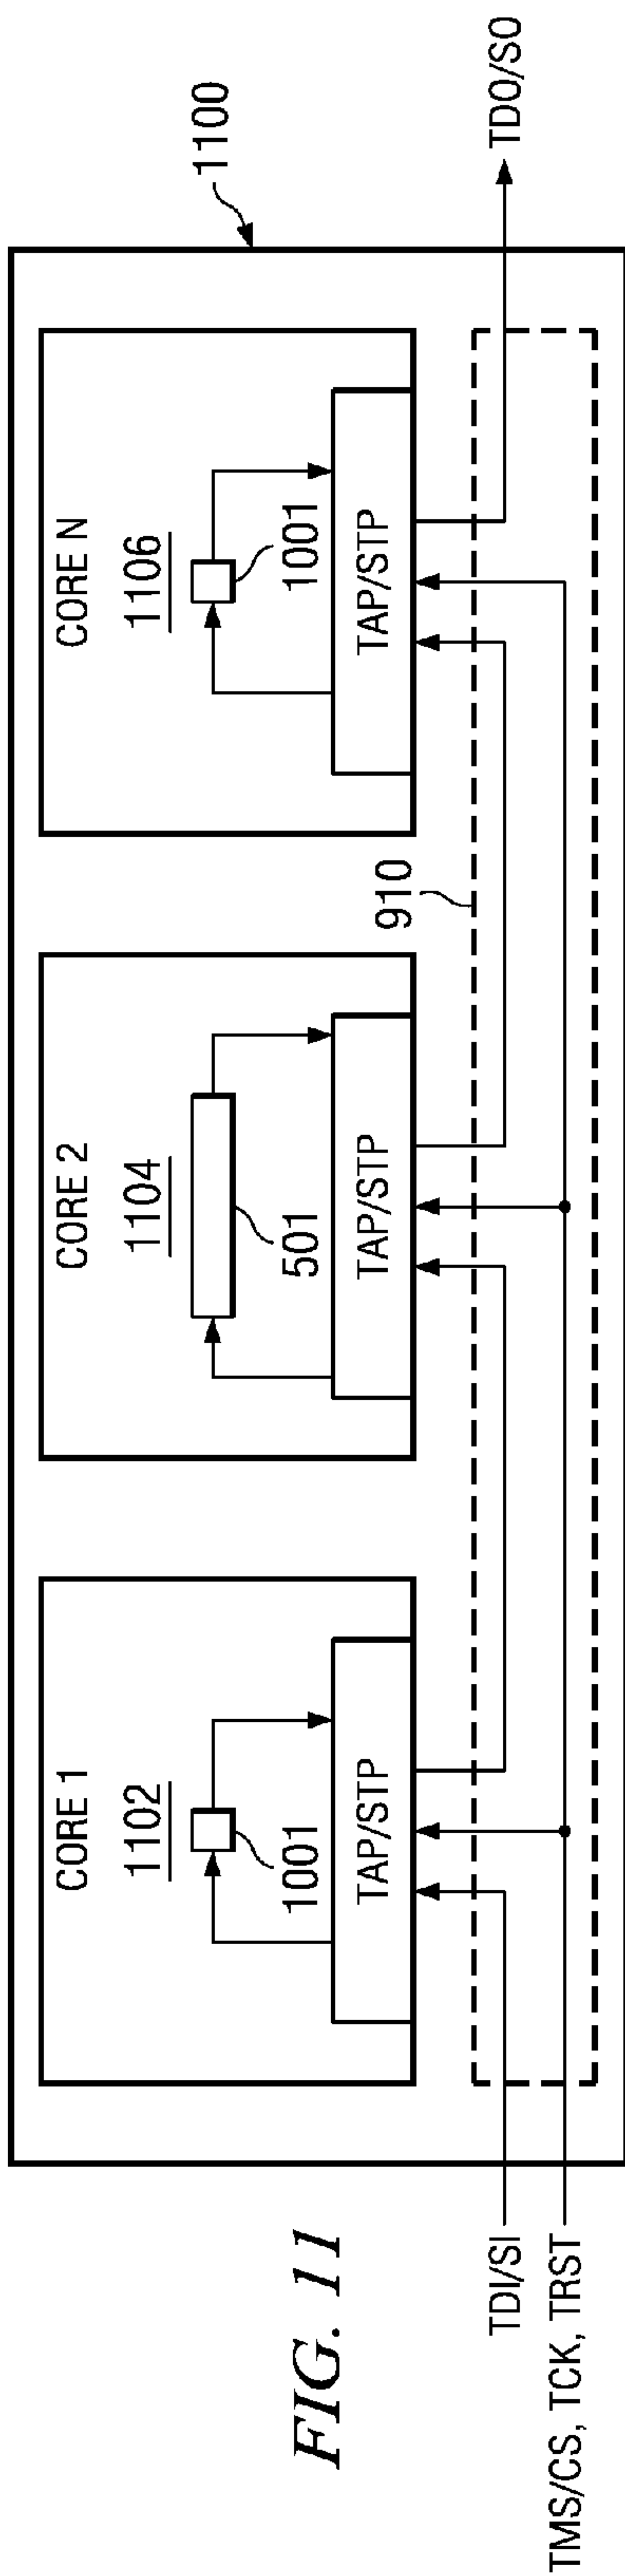 FIG. 11
1100
CORE 1
CORE 2
CORE N
1102
1104
1106
1001
501
1001
TAP/STP
TAP/STP
TAP/STP
910
TDI/SI
TDO/SO
TMS/CS, TCK, TRST